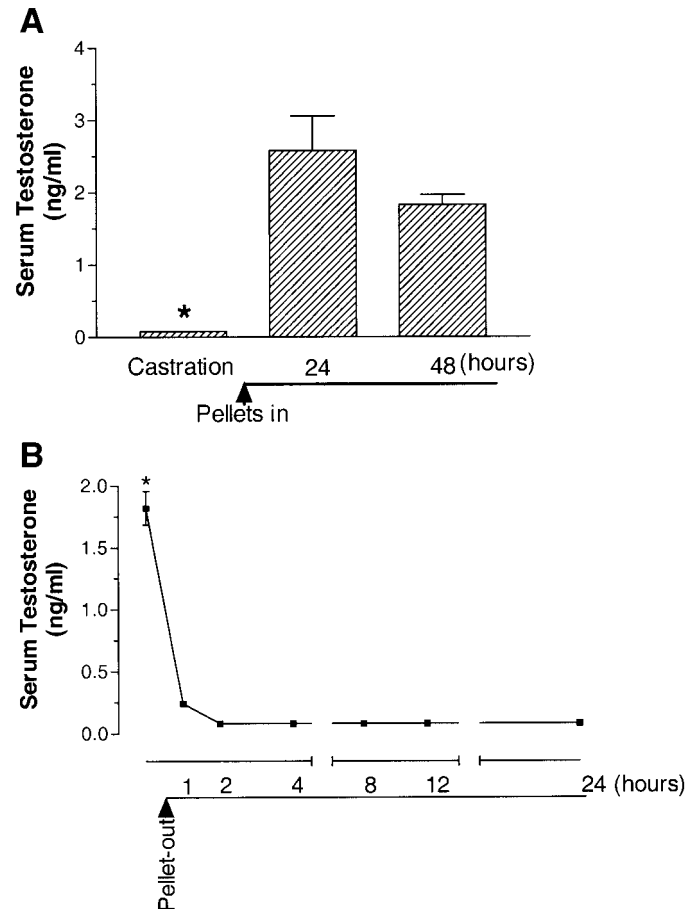 A
Serum Testosterone
(ng/ml)
4
3
2
1
0
*
Castration 24 48 (hours)
Pellets in
B
Serum Testosterone
(ng/ml)
*
2.0
1.5
1.0
0.5
0.0
1 2 4 8 12 24 (hours)
Pellet-out